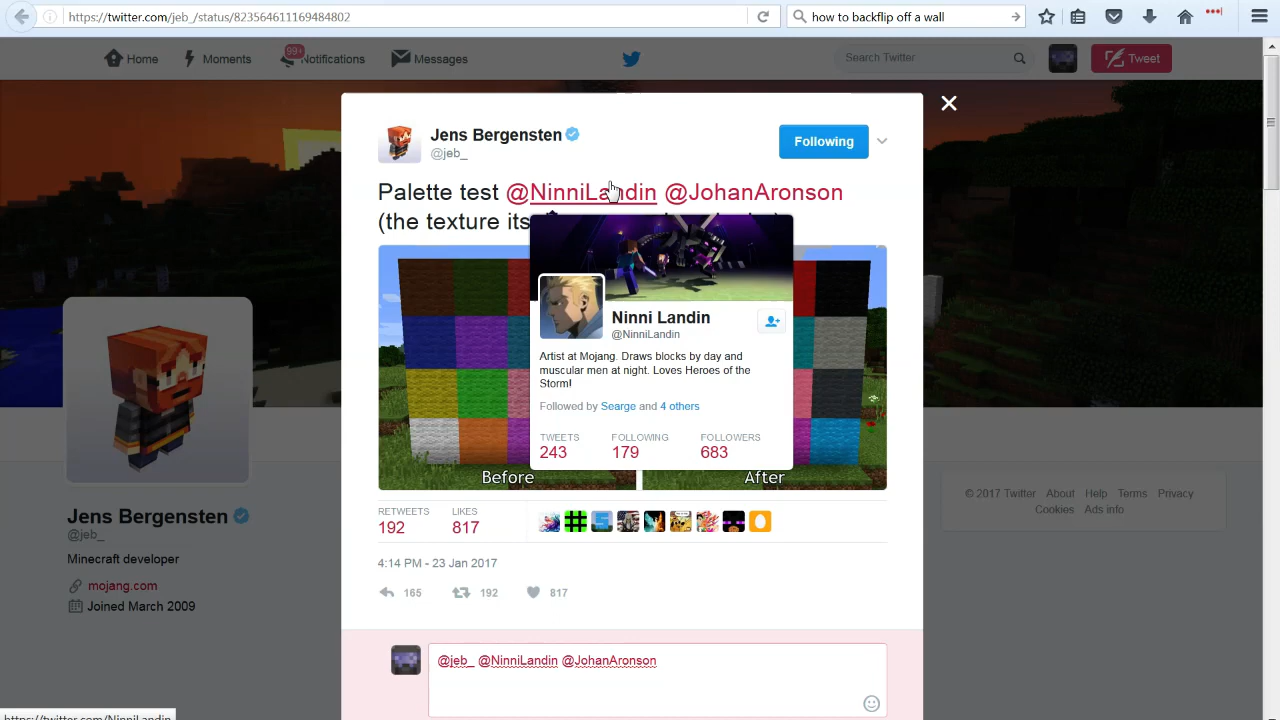 https://twitter.com/jeb_/status/823564611169484802
how to backflip off a wall
Home
Moments
99+
Notifications
Messages
Search Twitter
Tweet
Jens Bergensten
@jeb_
Following
Palette test @NinniLandin @JohanAronson
(the texture its
Ninni Landin
@NinniLandin
Artist at Mojang. Draws blocks by day and
muscular men at night. Loves Heroes of the
Storm!
Followed by Searge and 4 others
TWEETS FOLLOWING FOLLOWERS
243 179 683
Before
After
RETWEETS LIKES
192 817
4:14 PM - 23 Jan 2017
165 192 817
@jeb_ @NinniLandin @JohanAronson
Jens Bergensten
@jeb_
Minecraft developer
mojang.com
Joined March 2009
© 2017 Twitter About Help Terms Privacy
Cookies Ads info
https://twitter.com/NinniLandin